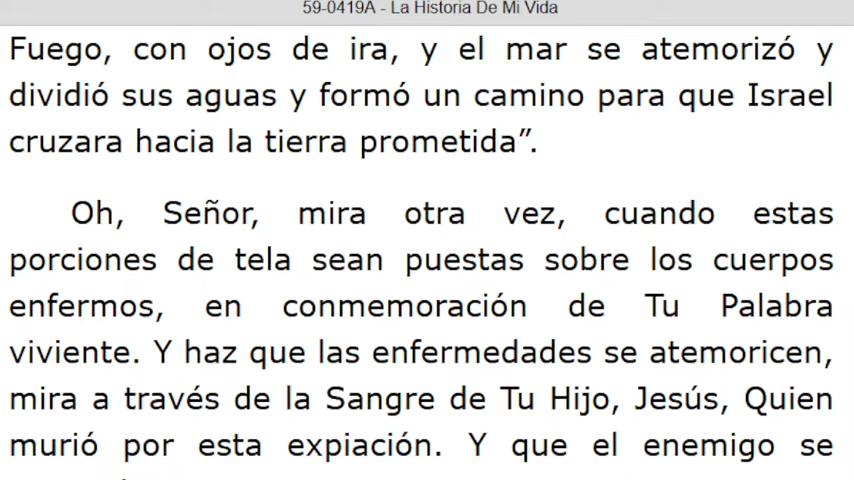 59-0419A - La Historia De Mi Vida
Fuego, con ojos de ira, y el mar se atemorizó y
dividió sus aguas y formó un camino para que Israel
cruzara hacia la tierra prometida”.
Oh, Señor, mira otra vez, cuando estas
porciones de tela sean puestas sobre los cuerpos
enfermos, en conmemoración de Tu Palabra
viviente. Y haz que las enfermedades se atemoricen,
mira a través de la Sangre de Tu Hijo, Jesús, Quien
murió por esta expiación. Y que el enemigo se